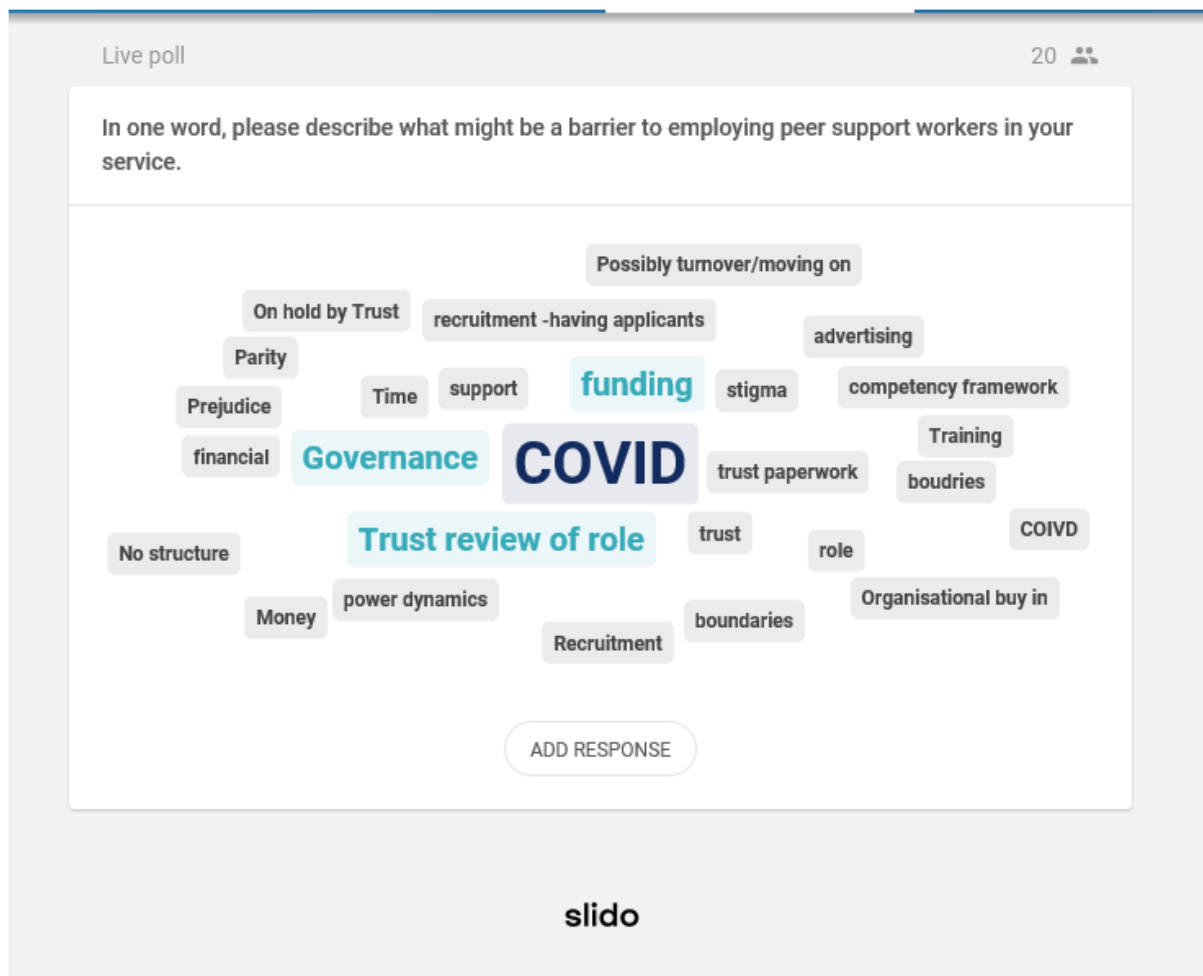 Live poll
20
In one word, please describe what might be a barrier to employing peer support workers in your
service.
Possibly turnover/moving on
On hold by Trust
recruitment -having applicants
advertising
Parity
Time
support
funding
stigma
competency framework
Prejudice
financial
Governance
COVID
trust paperwork
Training
boudries
No structure
Trust review of role
trust
role
COIVD
Money
power dynamics
Recruitment
boundaries
Organisational buy in
ADD RESPONSE
slido